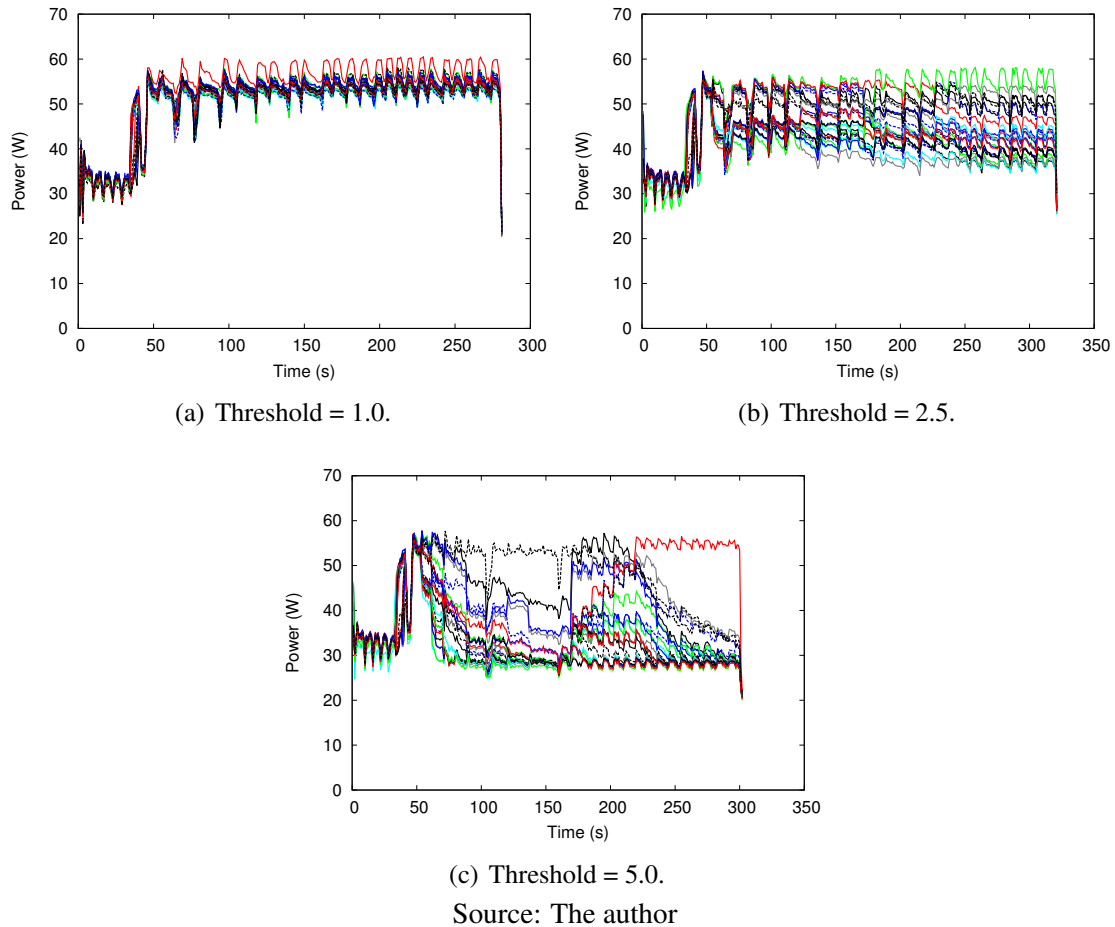 70
60
50
40
30
20
10
0
Power (W)
0 50 100 150 200 250 300
Time (s)
(a) Threshold = 1.0.
70
60
50
40
30
20
10
0
Power (W)
0 50 100 150 200 250 300 350
Time (s)
(b) Threshold = 2.5.
70
60
50
40
30
20
10
0
Power (W)
0 50 100 150 200 250 300 350
Time (s)
(c) Threshold = 5.0.
Source: The author